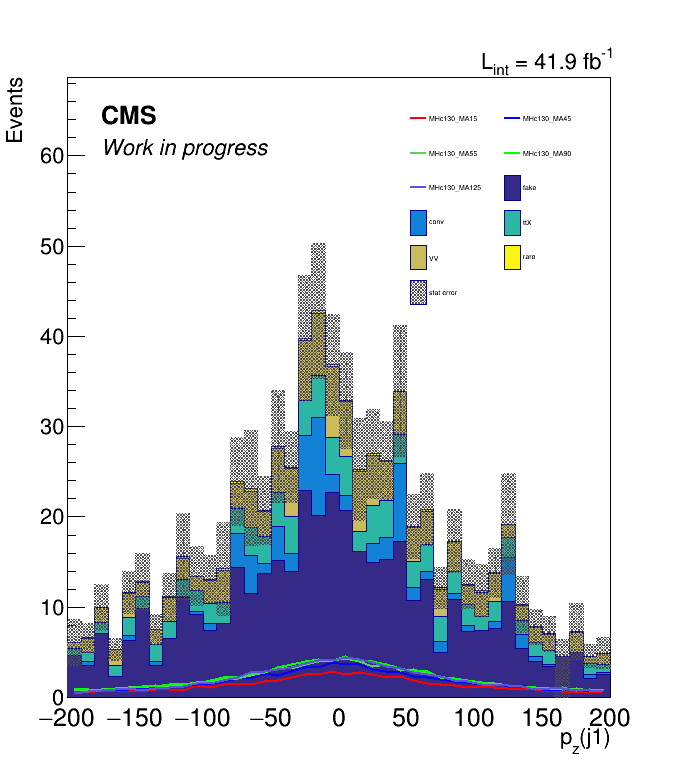 L_int = 41.9 fb^-1
Events
CMS
Work in progress
MHc130_MA15 MHc130_MA45
MHc130_MA55 MHc130_MA90
MHc130_MA125 fake
conv ttX
VV rare
stat error
60
50
40
30
20
10
0
−200 −150 −100 −50 0 50 100 150 200
p_z(j1)